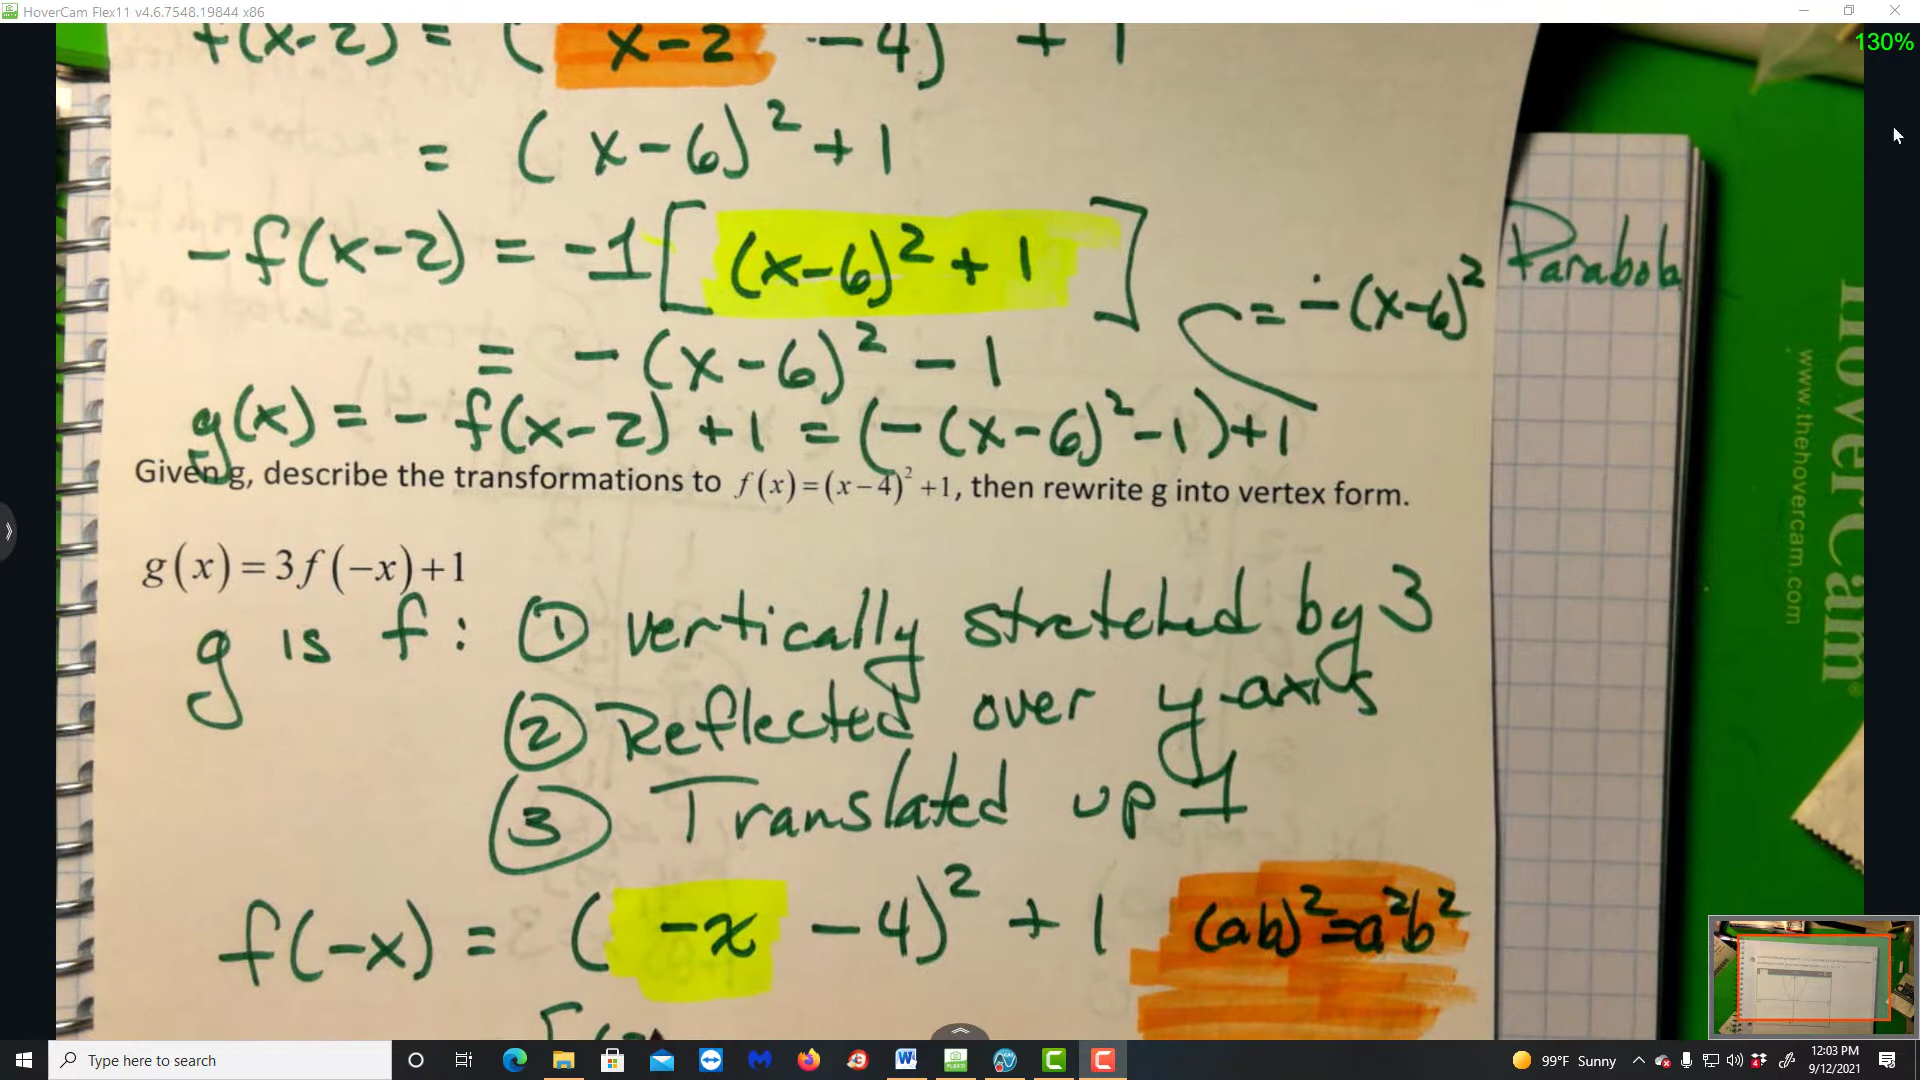 HoverCam Flex11 v4.6.7548.19844 x86
130%
f(x-2) = (x-2 -4) + 1
= (x-6)² + 1
-f(x-2) = -1[(x-6)² + 1]
= -(x-6)²
Parabola
= -(x-6)² - 1
g(x) = -f(x-2) + 1 = (-(x-6)² -1)+1
Given g, describe the transformations to f(x)=(x-4)²+1, then rewrite g into vertex form.
g(x)=3f(-x)+1
g is f: ① vertically stretched by 3
② Reflected over y-axis
③ Translated up 1
f(-x) = (-x -4)² + 1
(ab)²=a²b²
HoverCam®
www.thehovercam.com
Type here to search
99°F Sunny
12:03 PM
9/12/2021